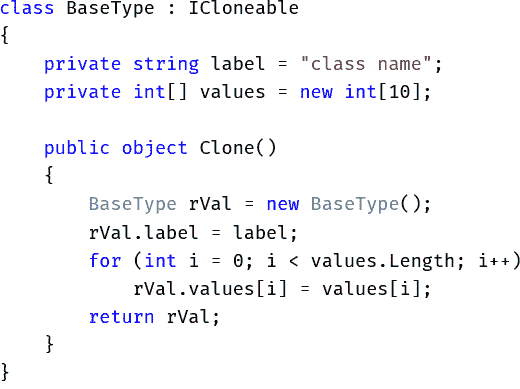 class BaseType : ICloneable
{
    private string label = "class name";
    private int[] values = new int[10];

    public object Clone()
    {
        BaseType rVal = new BaseType();
        rVal.label = label;
        for (int i = 0; i < values.Length; i++)
            rVal.values[i] = values[i];
        return rVal;
    }
}